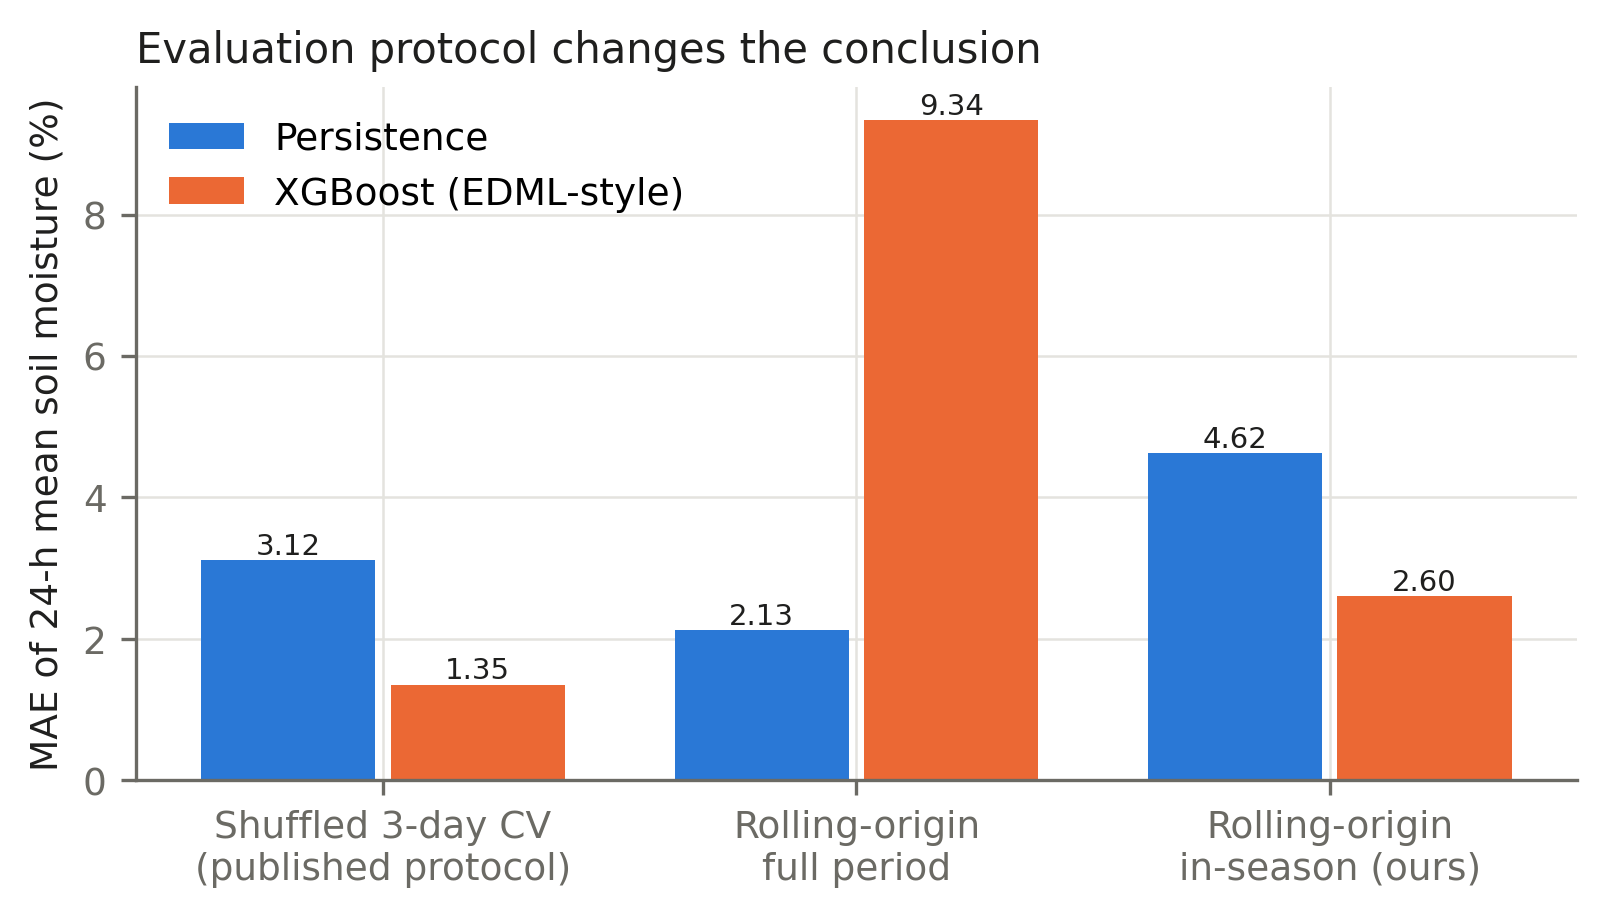 Evaluation protocol changes the conclusion
MAE of 24-h mean soil moisture (%)
Persistence
XGBoost (EDML-style)
8
6
4
2
0
3.12
1.35
2.13
9.34
4.62
2.60
Shuffled 3-day CV
(published protocol)
Rolling-origin
full period
Rolling-origin
in-season (ours)